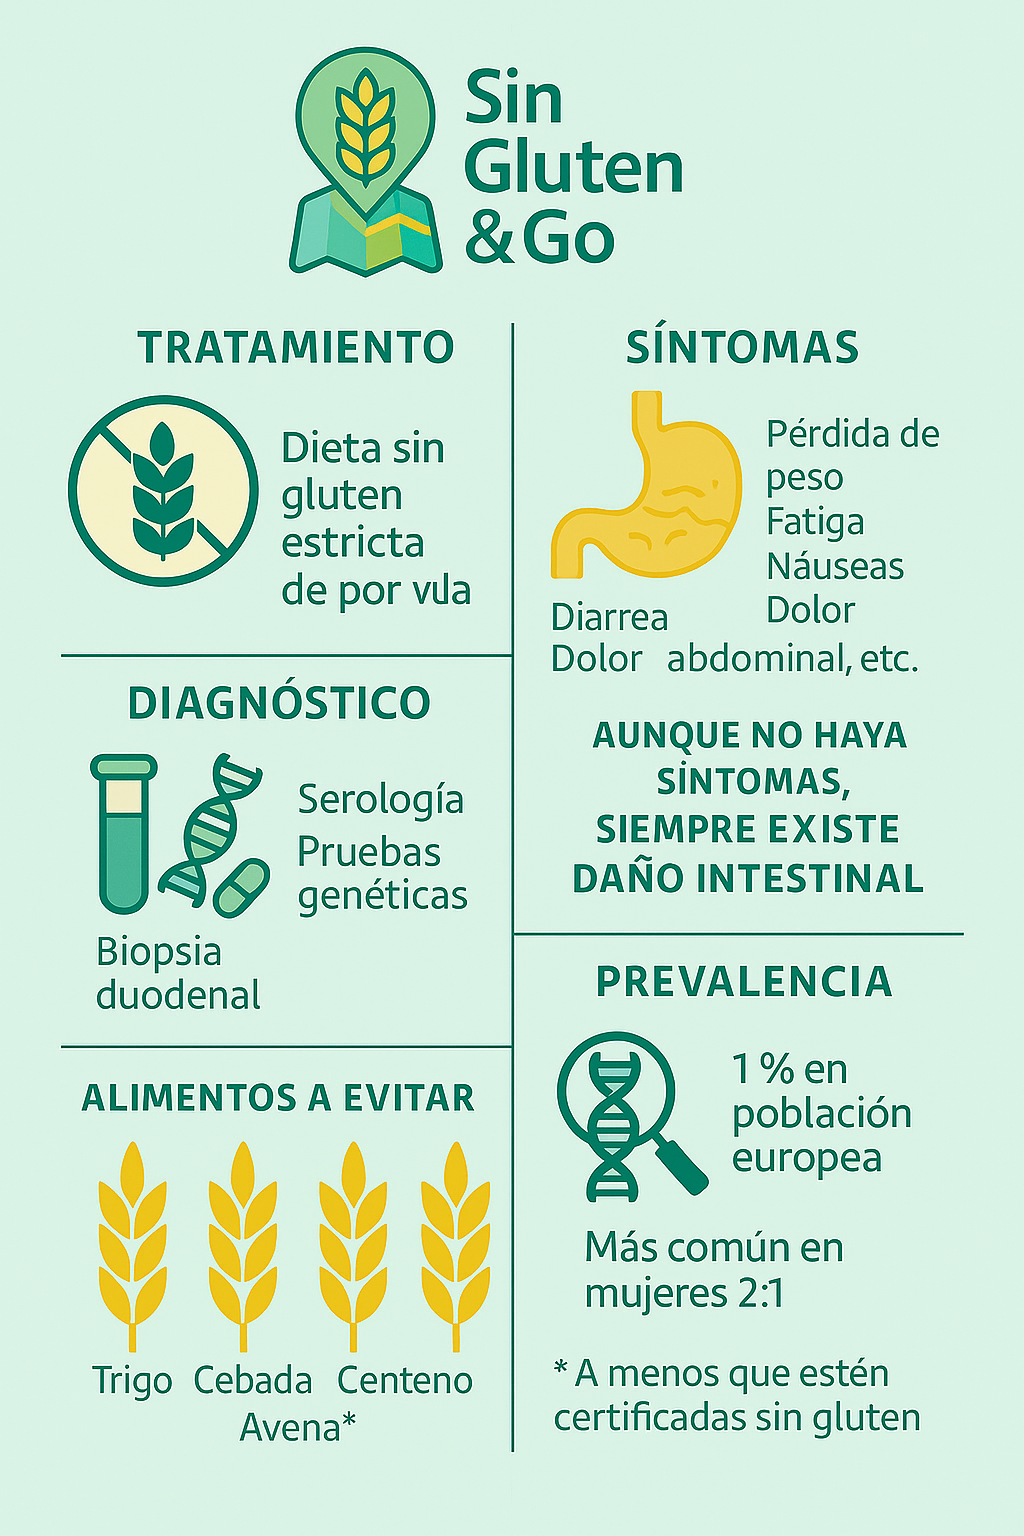 Sin
Gluten
& Go
TRATAMIENTO
Dieta sin
gluten
estricta
de por vıla
DIAGNÓSTICO
Serología
Pruebas
genéticas
Biopsia
duodenal
ALIMENTOS A EVITAR
Trigo Cebada Centeno
Avena*
SÍNTOMAS
Pérdida de
peso
Fatiga
Náuseas
Dolor
Diarrea
Dolor abdominal, etc.
AUNQUE NO HAYA
SÍNTOMAS,
SIEMPRE EXISTE
DAÑO INTESTINAL
PREVALENCIA
1 % en
población
europea
Más común en
mujeres 2:1
* A menos que estén
certificadas sin gluten